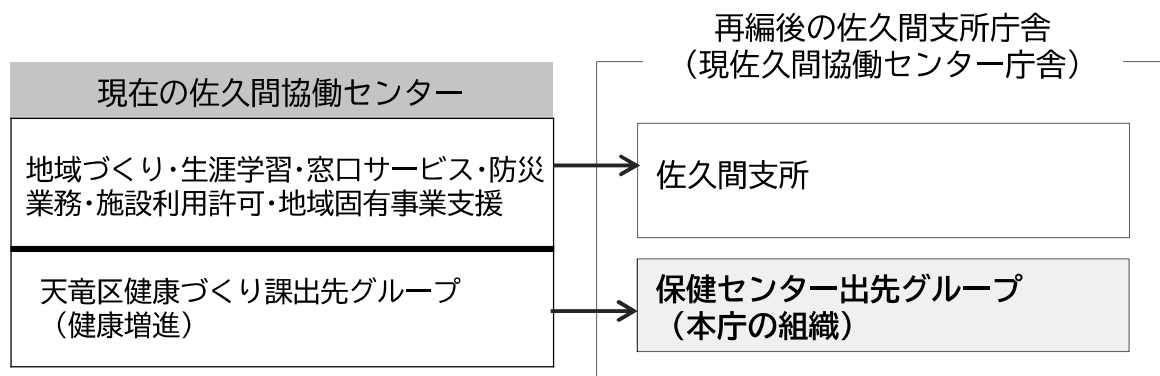 再編後の佐久間支所庁舎
（現佐久間協働センター庁舎）
現在の佐久間協働センター
地域づくり・生涯学習・窓口サービス・防災
業務・施設利用許可・地域固有事業支援
佐久間支所
天竜区健康づくり課出先グループ
（健康増進）
保健センター出先グループ
（本庁の組織）